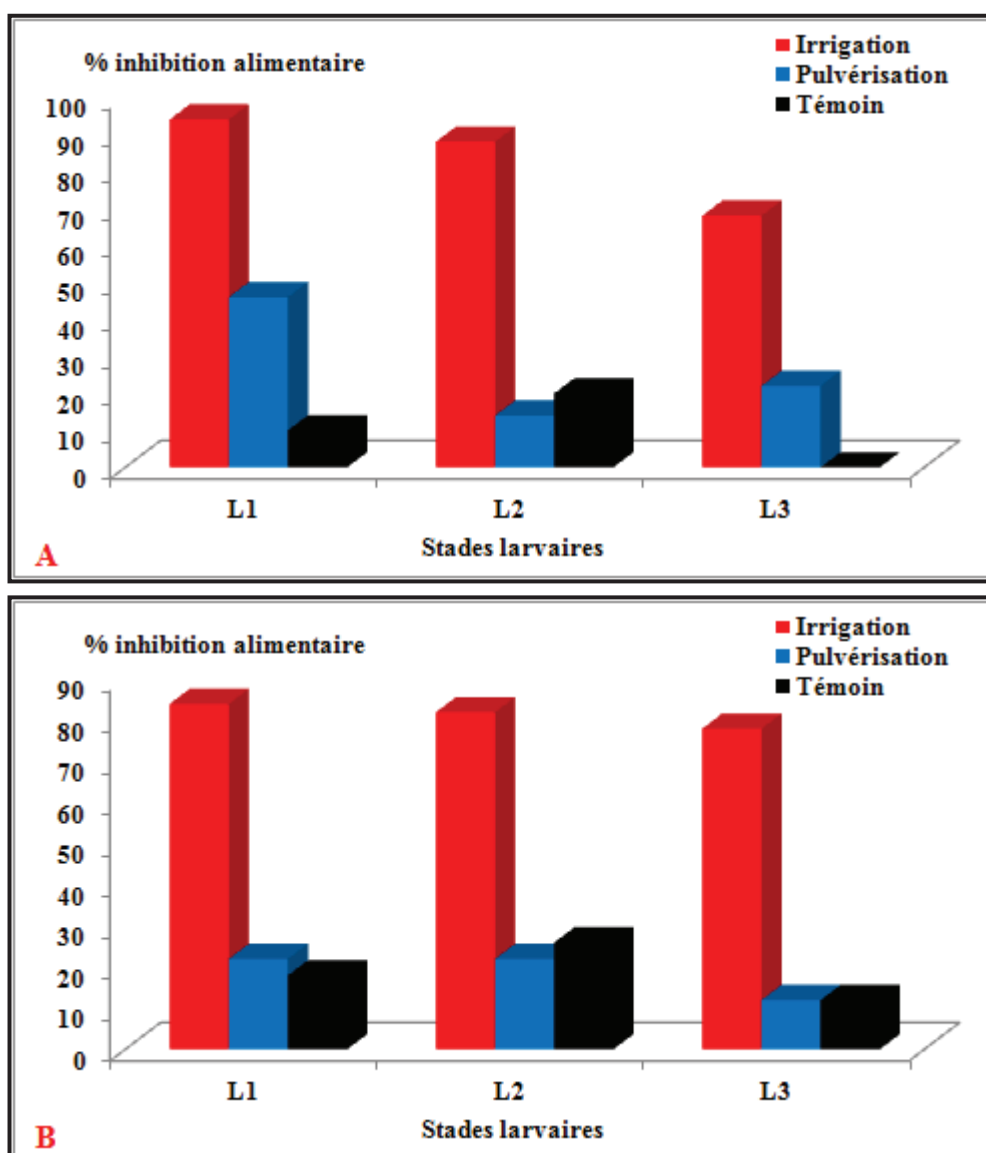 % inhibition alimentaire
Irrigation
Pulvérisation
Témoin
100
90
80
70
60
50
40
30
20
10
0
L1 L2 L3
Stades larvaires
A
% inhibition alimentaire
Irrigation
Pulvérisation
Témoin
90
80
70
60
50
40
30
20
10
0
L1 L2 L3
Stades larvaires
B